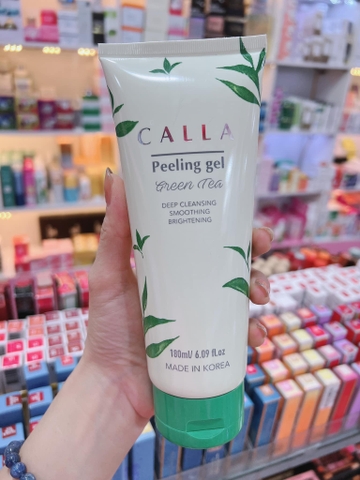 CALLA
Peeling gel
Green Tea
DEEP CLEANSING
SMOOTHING
BRIGHTENING
180ml/ 6.09 fl.oz
MADE IN KOREA